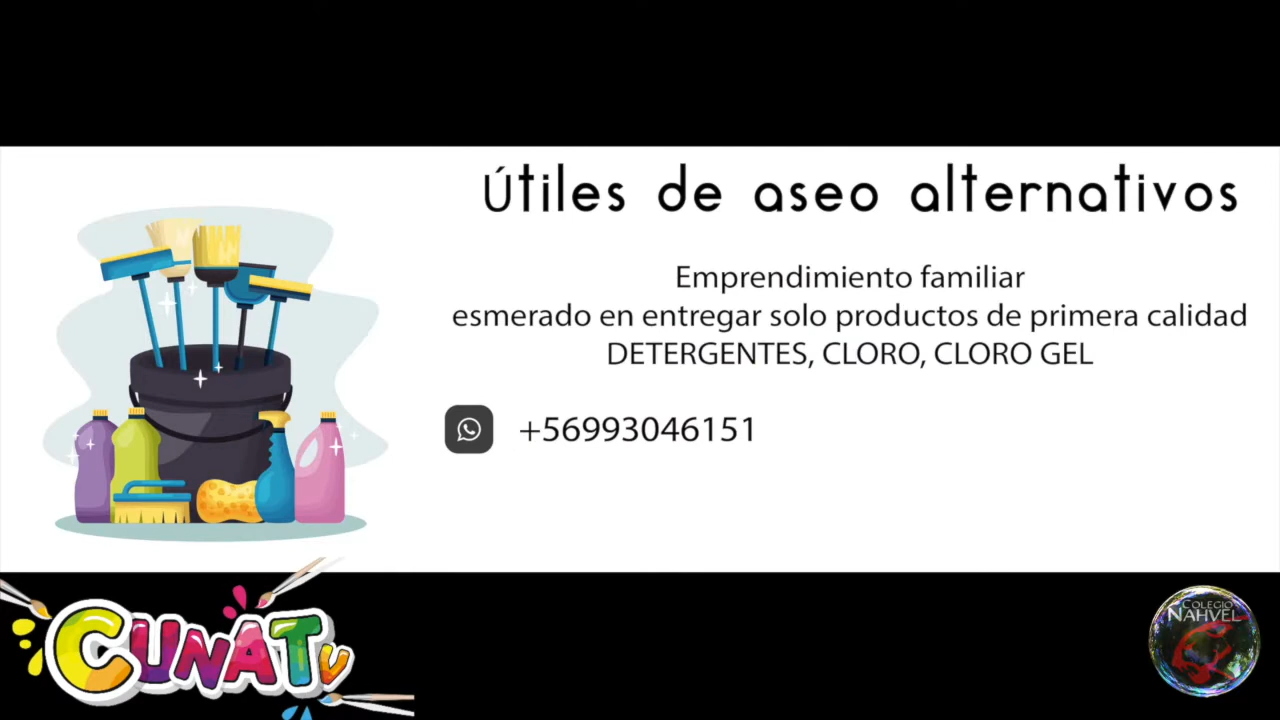 Útiles de aseo alternativos
Emprendimiento familiar
esmerado en entregar solo productos de primera calidad
DETERGENTES, CLORO, CLORO GEL
+56993046151
CUNATV
COLEGIO
NAHVEL